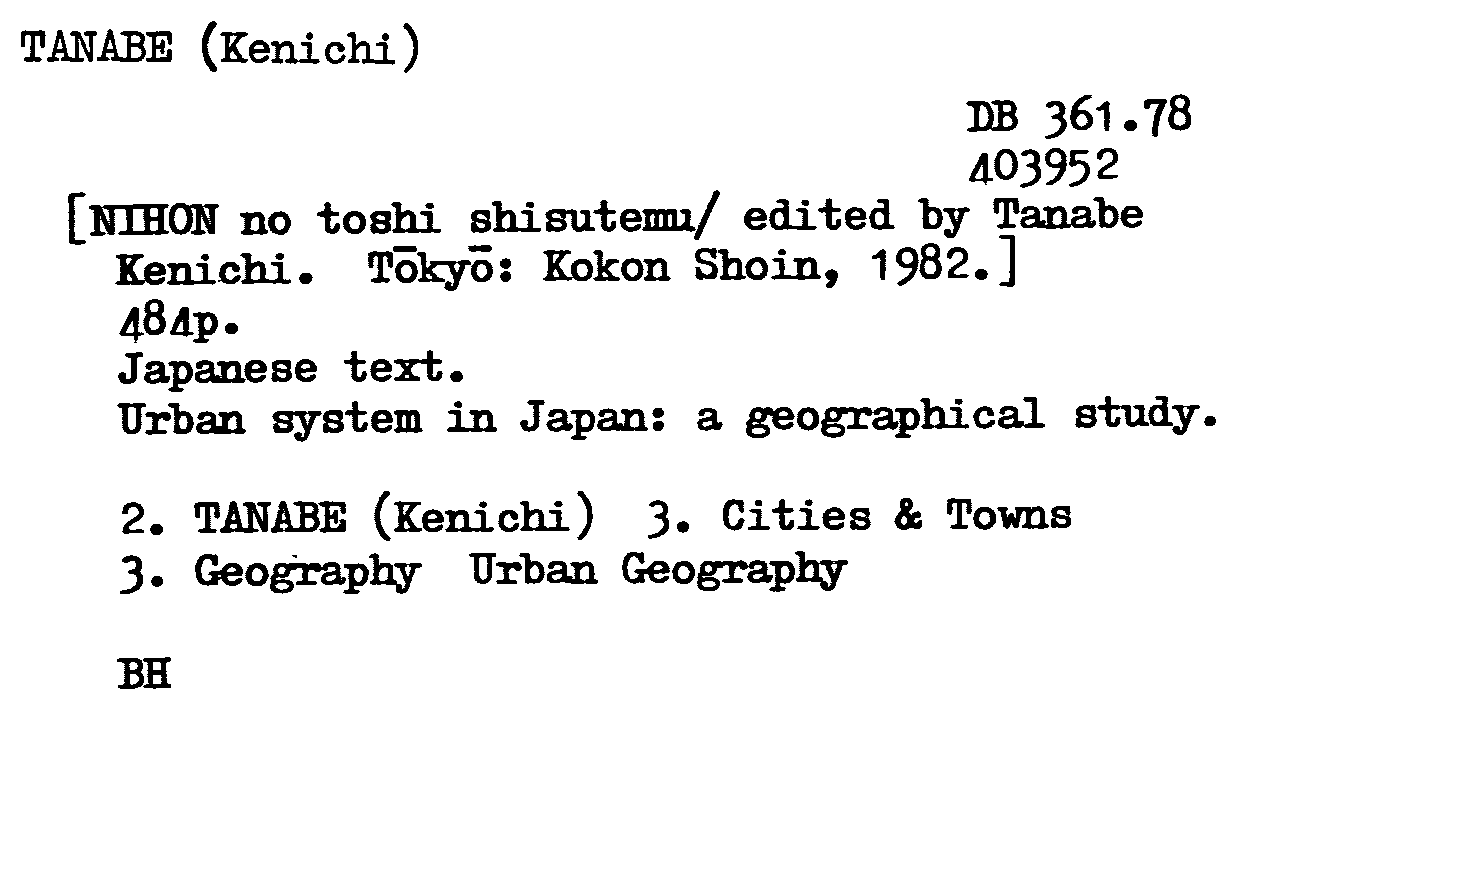 TANABE (Kenichi)
DB 361.78
403952
[NIHON no toshi shisutemu/ edited by Tanabe
Kenichi. Tōkyō: Kokon Shoin, 1982.]
484p.
Japanese text.
Urban system in Japan: a geographical study.
2. TANABE (Kenichi) 3. Cities & Towns
3. Geography Urban Geography
BH